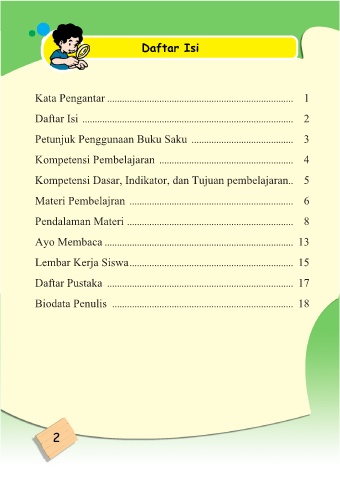 Daftar Isi
Kata Pengantar ................................................................ 1
Daftar Isi ........................................................................ 2
Petunjuk Penggunaan Buku Saku ................................... 3
Kompetensi Pembelajaran .............................................. 4
Kompetensi Dasar, Indikator, dan Tujuan pembelajaran.. 5
Materi Pembelajran ........................................................ 6
Pendalaman Materi ......................................................... 8
Ayo Membaca ................................................................. 13
Lembar Kerja Siswa........................................................ 15
Daftar Pustaka ................................................................ 17
Biodata Penulis .............................................................. 18
2